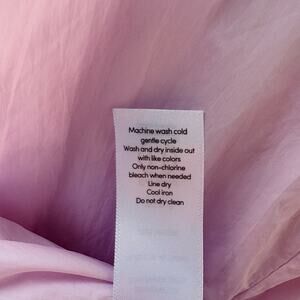 Machine wash cold
gentle cycle
Wash and dry inside out
with like colors
Only non-chlorine
bleach when needed
Line dry
Cool iron
Do not dry clean